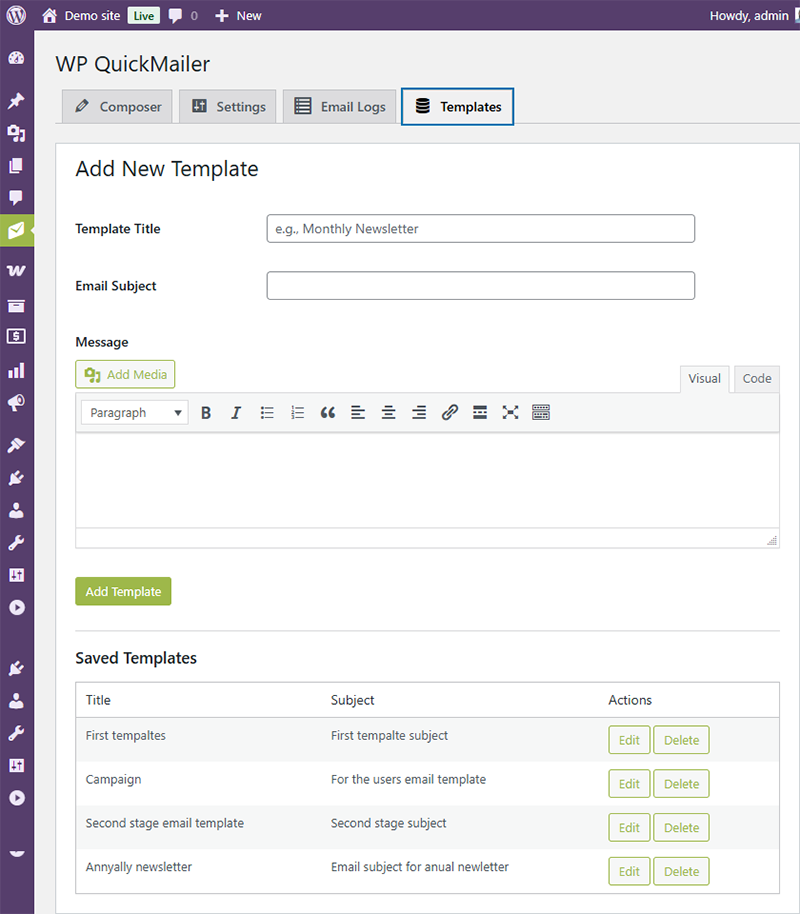 Demo site Live 0 New Howdy, admin
WP QuickMailer
Composer Settings Email Logs Templates
Add New Template
Template Title e.g., Monthly Newsletter
Email Subject
Message
Add Media
Visual Code
Paragraph
Add Template
Saved Templates
Title Subject Actions
First tempaltes First tempalte subject Edit Delete
Campaign For the users email template Edit Delete
Second stage email template Second stage subject Edit Delete
Annyally newsletter Email subject for anual newletter Edit Delete